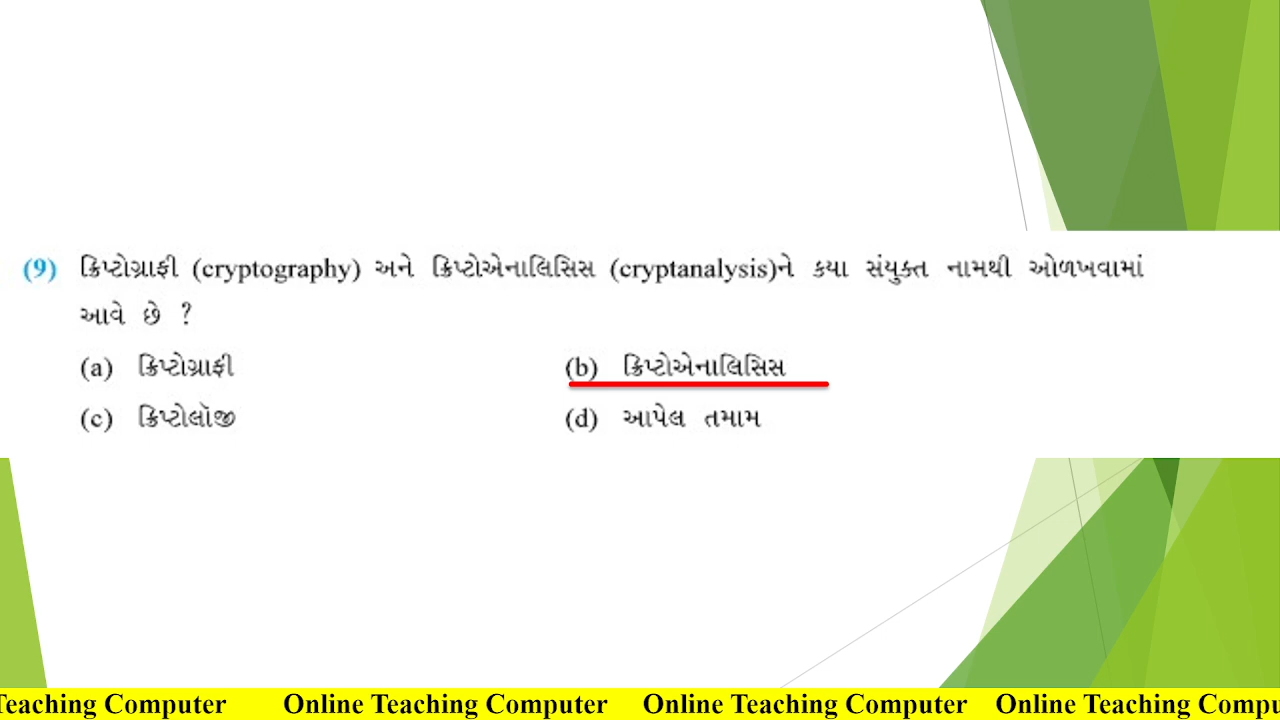 (9) ક્રિપ્ટોગ્રાફી (cryptography) અને ક્રિપ્ટોએનાલિસિસ (cryptanalysis)ને કયા સંયુક્ત નામથી ઓળખવામાં
આવે છે ?
(a) ક્રિપ્ટોગ્રાફી (b) ક્રિપ્ટોએનાલિસિસ
(c) ક્રિપ્ટોલૉજી (d) આપેલ તમામ
Teaching Computer Online Teaching Computer Online Teaching Computer Online Teaching Compu